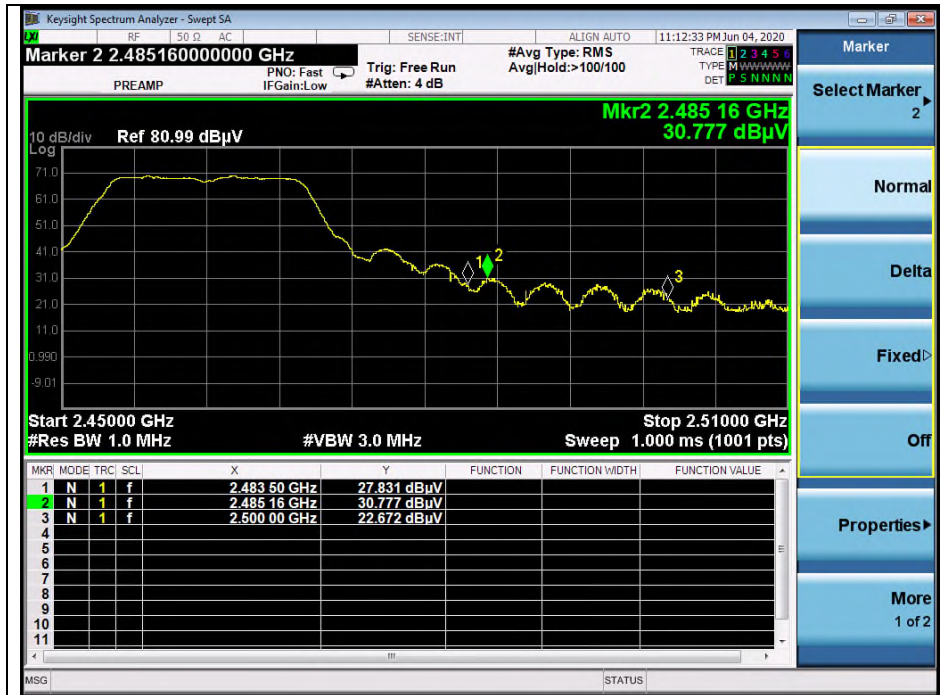 Keysight Spectrum Analyzer - Swept SA
LXI RF 50 Ω AC SENSE:INT ALIGN AUTO 11:12:33 PM Jun 04, 2020
Marker 2 2.485160000000 GHz
PREAMP
PNO: Fast
IFGain:Low
Trig: Free Run
#Atten: 4 dB
#Avg Type: RMS
Avg|Hold:>100/100
TRACE 1 2 3 4 5 6
TYPE M WWWWW
DET P S N N N N
Mkr2 2.485 16 GHz
30.777 dBµV
10 dB/div Ref 80.99 dBµV
Log
71.0
61.0
51.0
41.0
31.0
21.0
11.0
0.990
-9.01
1
2
3
Start 2.45000 GHz Stop 2.51000 GHz
#Res BW 1.0 MHz #VBW 3.0 MHz Sweep 1.000 ms (1001 pts)
MKR MODE TRC SCL X Y FUNCTION FUNCTION WIDTH FUNCTION VALUE
1 N 1 f 2.483 50 GHz 27.831 dBµV
2 N 1 f 2.485 16 GHz 30.777 dBµV
3 N 1 f 2.500 00 GHz 22.672 dBµV
4
5
6
7
8
9
10
11
MSG STATUS
Marker
Select Marker
2
Normal
Delta
Fixed
Off
Properties
More
1 of 2